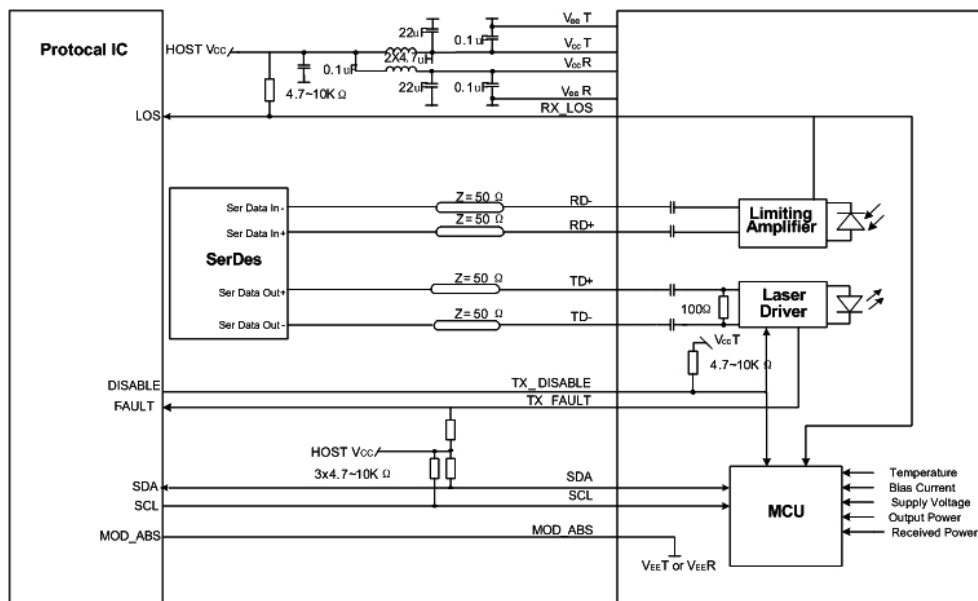 Protocal IC
HOST Vcc
22uF
0.1uF
2X4.7uH
0.1uF
22uF
0.1uF
4.7~10K Ω
VeeT
VccT
VccR
VeeR
LOS
RX_LOS
Ser Data In-
Ser Data In+
SerDes
Ser Data Out+
Ser Data Out-
Z=50 Ω
Z=50 Ω
Z=50 Ω
Z=50 Ω
RD-
RD+
TD+
TD-
Limiting
Amplifier
100Ω
Laser
Driver
VccT
4.7~10K Ω
DISABLE
TX_DISABLE
FAULT
TX_FAULT
HOST Vcc
3x4.7~10K Ω
SDA
SDA
SCL
SCL
MOD_ABS
MOD_ABS
VEET or VEER
MCU
Temperature
Bias Current
Supply Voltage
Output Power
Received Power